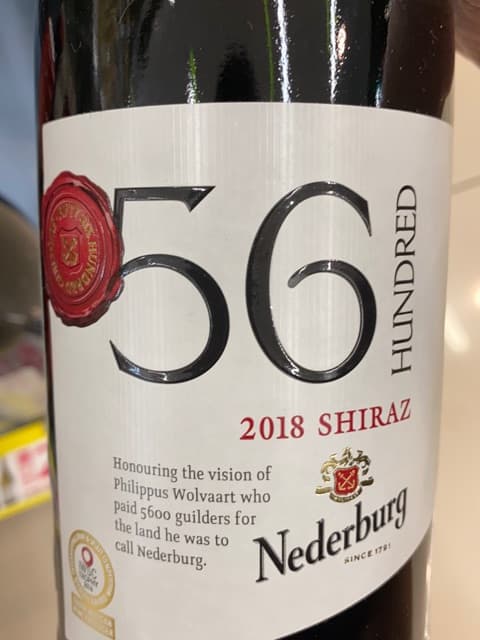 56
HUNDRED
2018 SHIRAZ
Honouring the vision of
Philippus Wolvaart who
paid 5600 guilders for
the land he was to
call Nederburg.
Nederburg
SINCE 1791